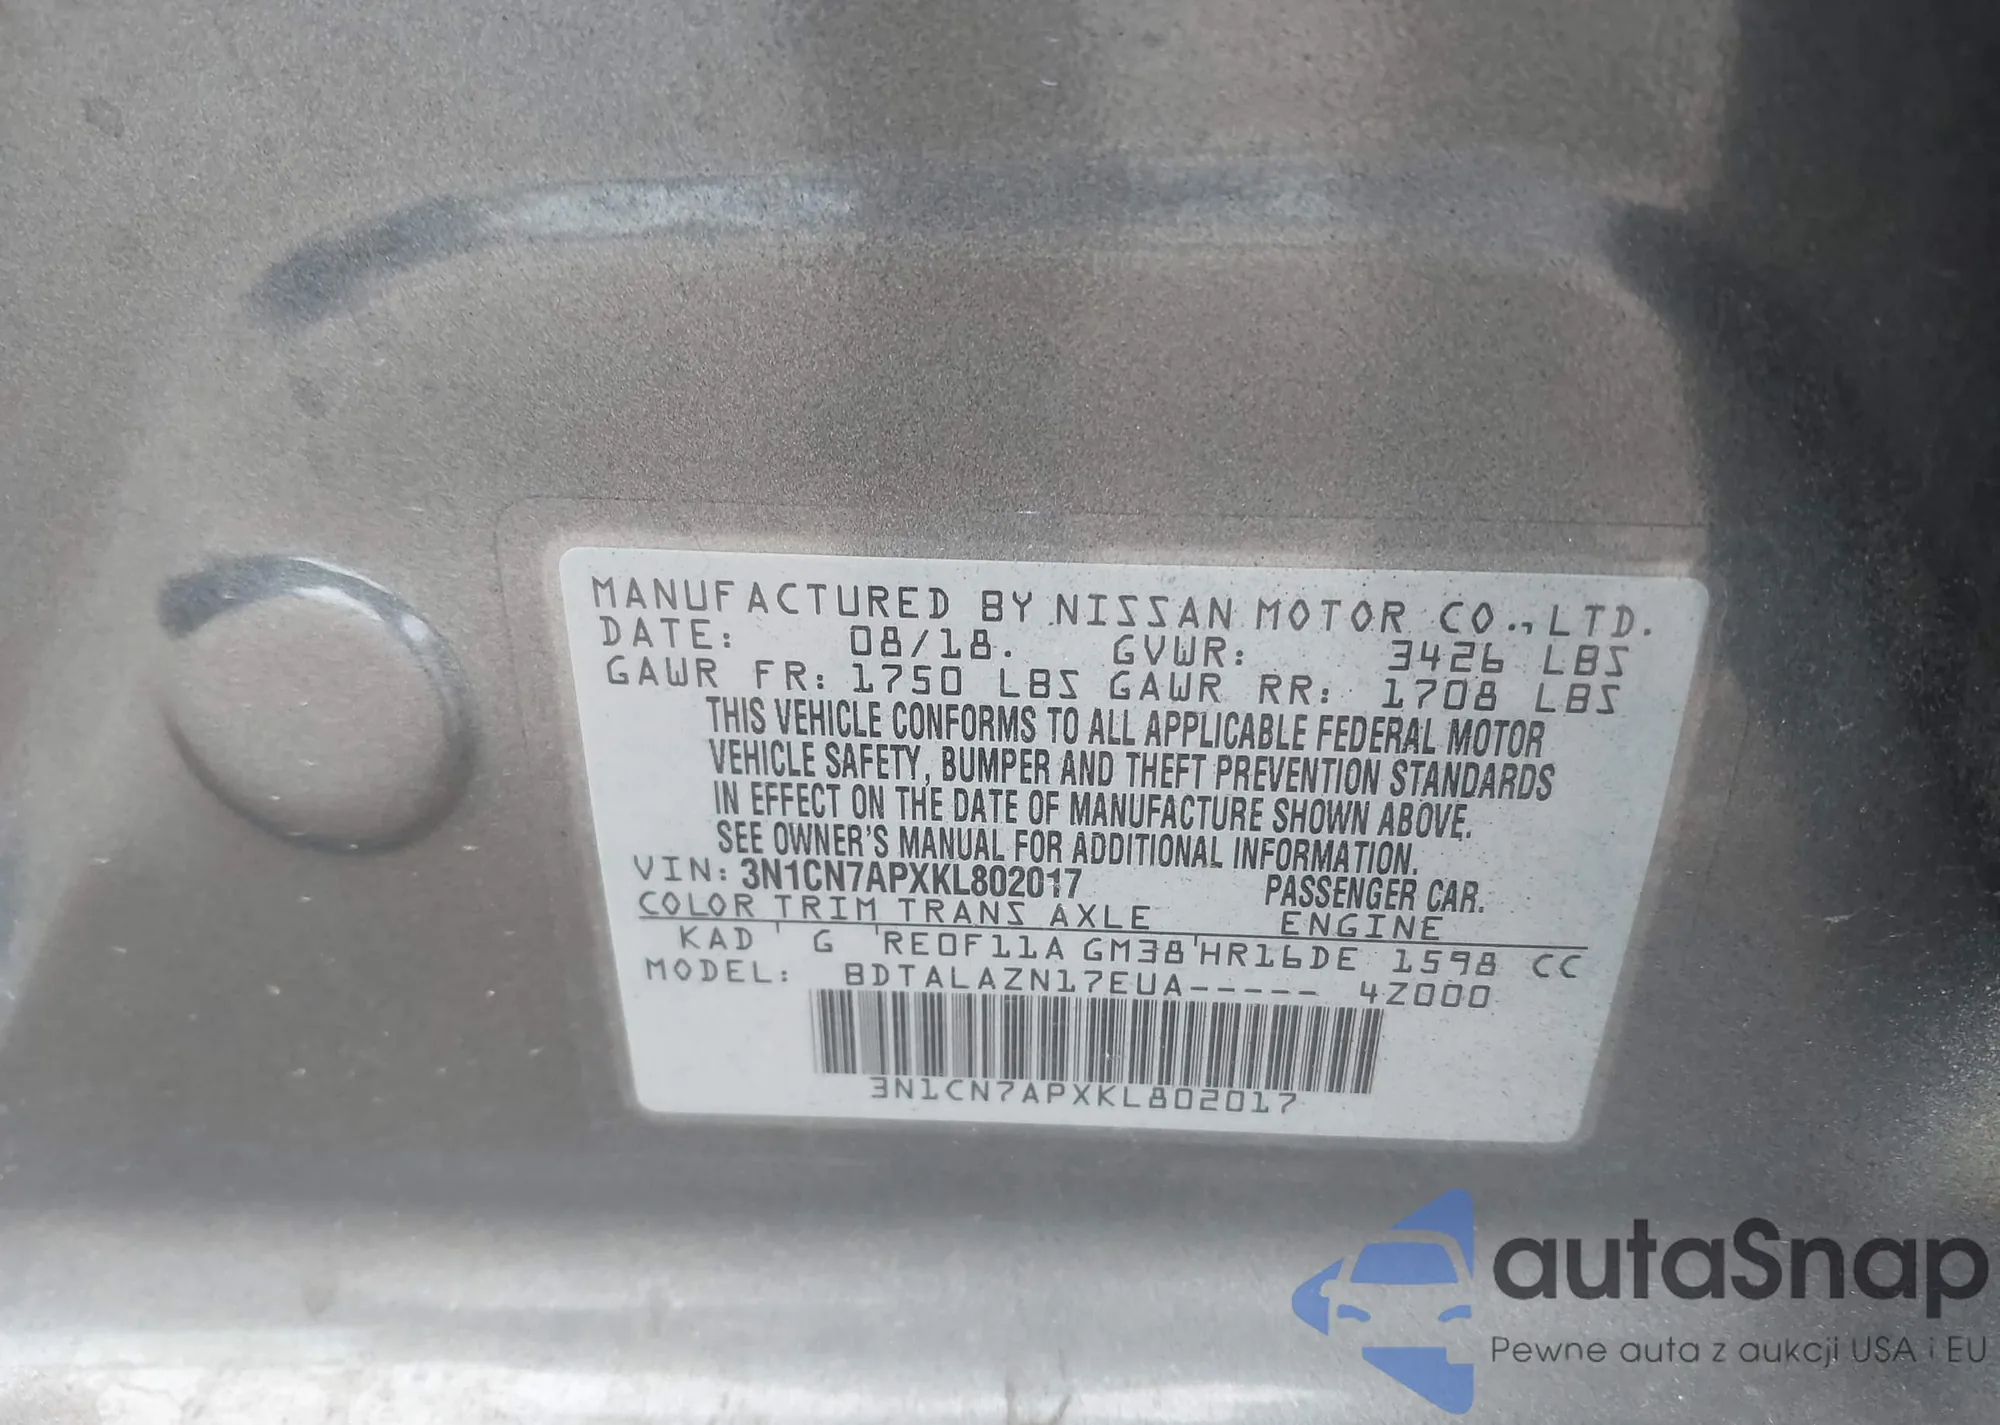 MANUFACTURED BY NISSAN MOTOR CO., LTD.
DATE: 08/18. GVWR: 3426 LBS
GAWR FR: 1750 LBS GAWR RR: 1708 LBS
THIS VEHICLE CONFORMS TO ALL APPLICABLE FEDERAL MOTOR
VEHICLE SAFETY, BUMPER AND THEFT PREVENTION STANDARDS
IN EFFECT ON THE DATE OF MANUFACTURE SHOWN ABOVE.
SEE OWNER'S MANUAL FOR ADDITIONAL INFORMATION.
VIN: 3N1CN7APXKL802017 PASSENGER CAR.
COLOR TRIM TRANS AXLE ENGINE
KAD G RE0F11A GM38 HR16DE 1598 CC
MODEL: BDTALAZN17EUA----- 4Z000
3N1CN7APXKL802017
autaSnap
Pewne auta z aukcji USA i EU